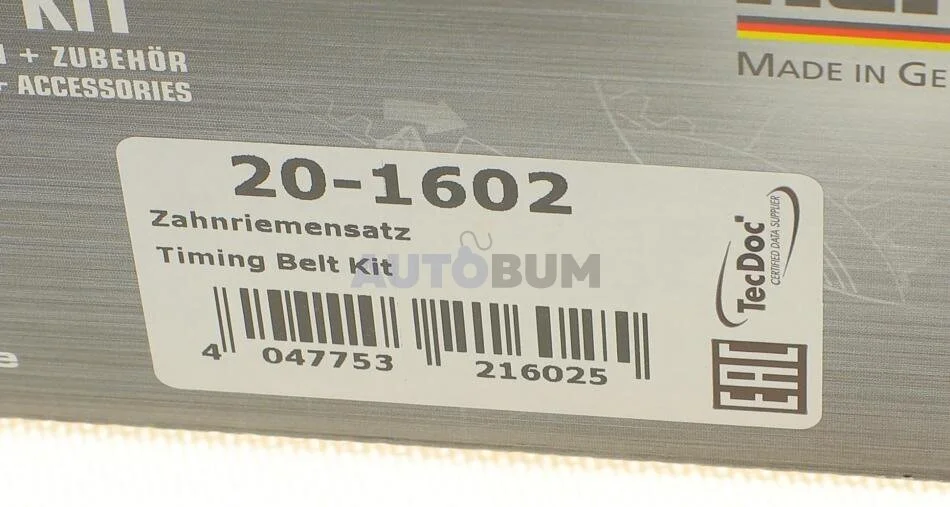 KIT
+ ZUBEHÖR
+ ACCESSORIES
MADE IN GE
20-1602
Zahnriemensatz
Timing Belt Kit
AUTOBUM
4 047753 216025
TecDoc
CERTIFIED DATA SUPPLIER
EAC